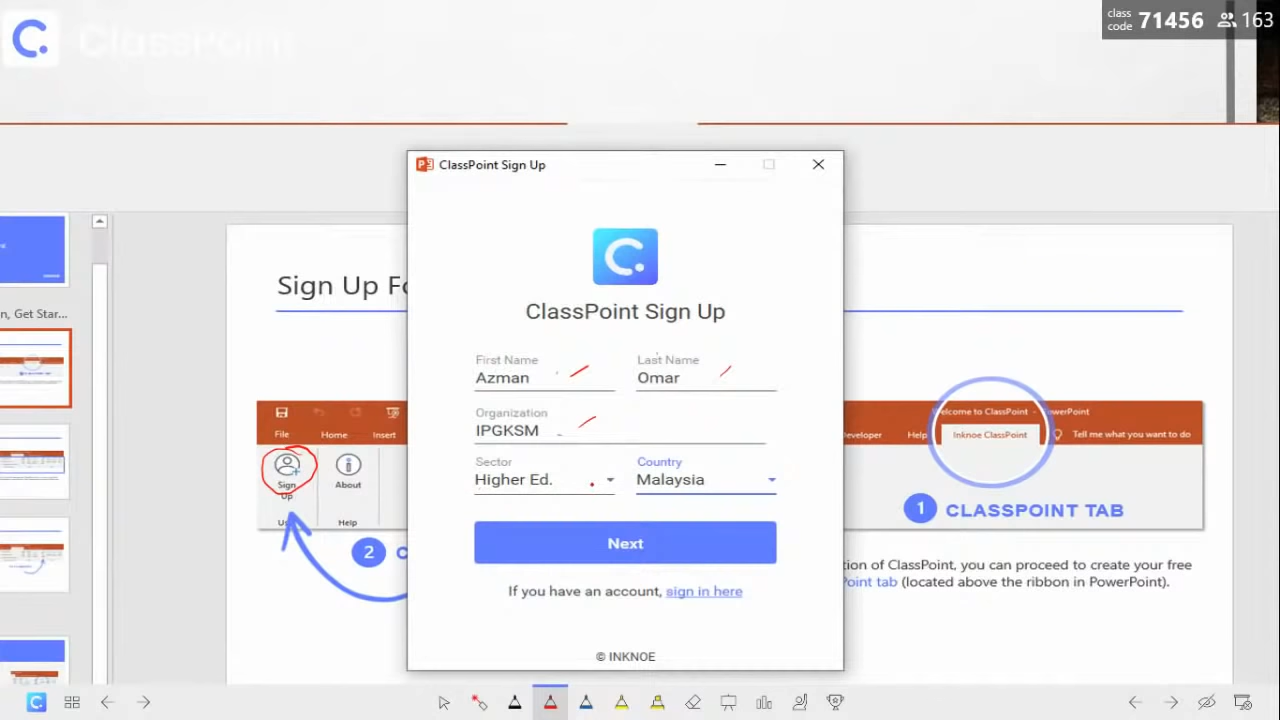 class code 71456 163
ClassPoint
ClassPoint Sign Up
n, Get Star...
Sign Up Fo
ClassPoint Sign Up
First Name
Azman
Last Name
Omar
Organization
IPGKSM
Sector
Higher Ed.
Country
Malaysia
Next
If you have an account, sign in here
© INKNOE
File Home Insert
Sign Up
About
Us
Help
2 C
elcome to ClassPoint - PowerPoint
eveloper Help Inknoe ClassPoint Tell me what you want to do
1 CLASSPOINT TAB
tion of ClassPoint, you can proceed to create your free
Point tab (located above the ribbon in PowerPoint).